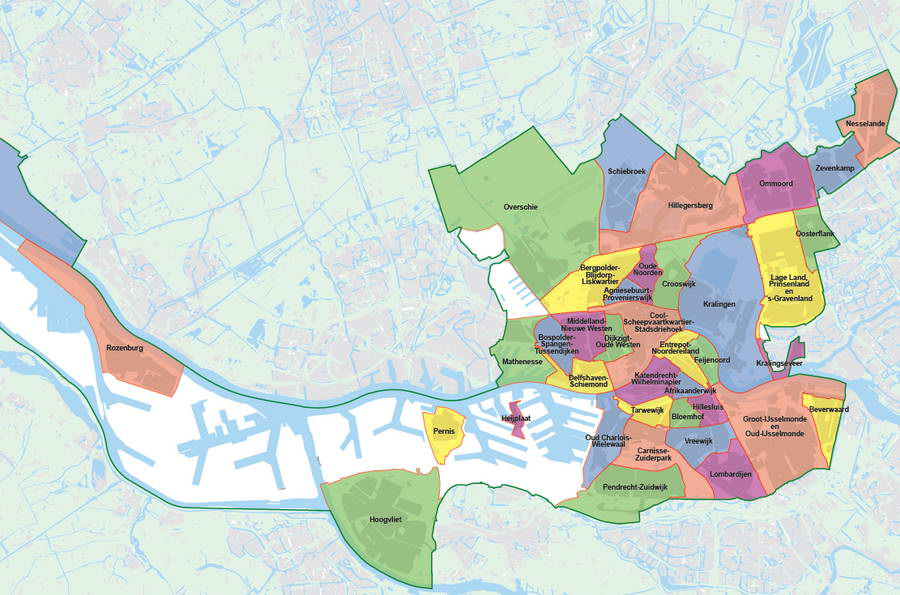 Nesselande
Zevenkamp
Schiebroek
Ommoord
Hillegersberg
Overschie
Oosterflank
Bergpolder-
Blijdorp-
Liskwartier
Oude
Noorden
Crooswijk
Lage Land,
Prinsenland
en
's-Gravenland
Agniesebuurt-
Provenierswijk
Kralingen
Cool-
Scheepvaartkwartier-
Stadsdriehoek
Middelland-
Nieuwe Westen
Bospolder-
Spangen-
Tussendijken
Dijkzigt-
Oude Westen
Entrepot-
Noordereiland
Rozenburg
Mathenesse
Feijenoord
Kralingseveer
Delfshaven-
Schiemond
Katendrecht-
Wilhelminapier
Afrikaanderwijk
Heijplaat
Tarwewijk
Hillesluis
Bloemhof
Beverwaard
Groot-IJsselmonde
en
Oud-IJsselmonde
Pernis
Oud Charlois-
Wielewaal
Vreewijk
Carnisse-
Zuiderpark
Lombardijen
Pendrecht-Zuidwijk
Hoogvliet